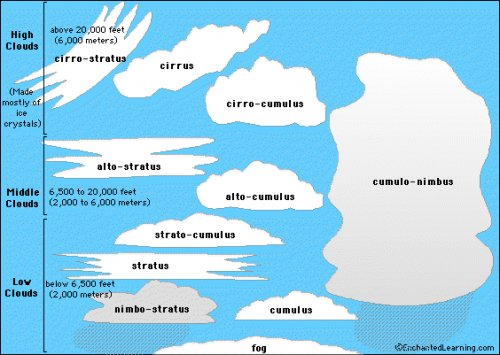 High
Clouds
above 20,000 feet
(6,000 meters)
cirro-stratus
cirrus
(Made
mostly of
ice
crystals)
cirro-cumulus
alto-stratus
Middle
Clouds
6,500 to 20,000 feet
(2,000 to 6,000 meters)
alto-cumulus
cumulo-nimbus
strato-cumulus
stratus
Low
Clouds
below 6,500 feet
(2,000 meters)
nimbo-stratus
cumulus
fog
©EnchantedLearning.com